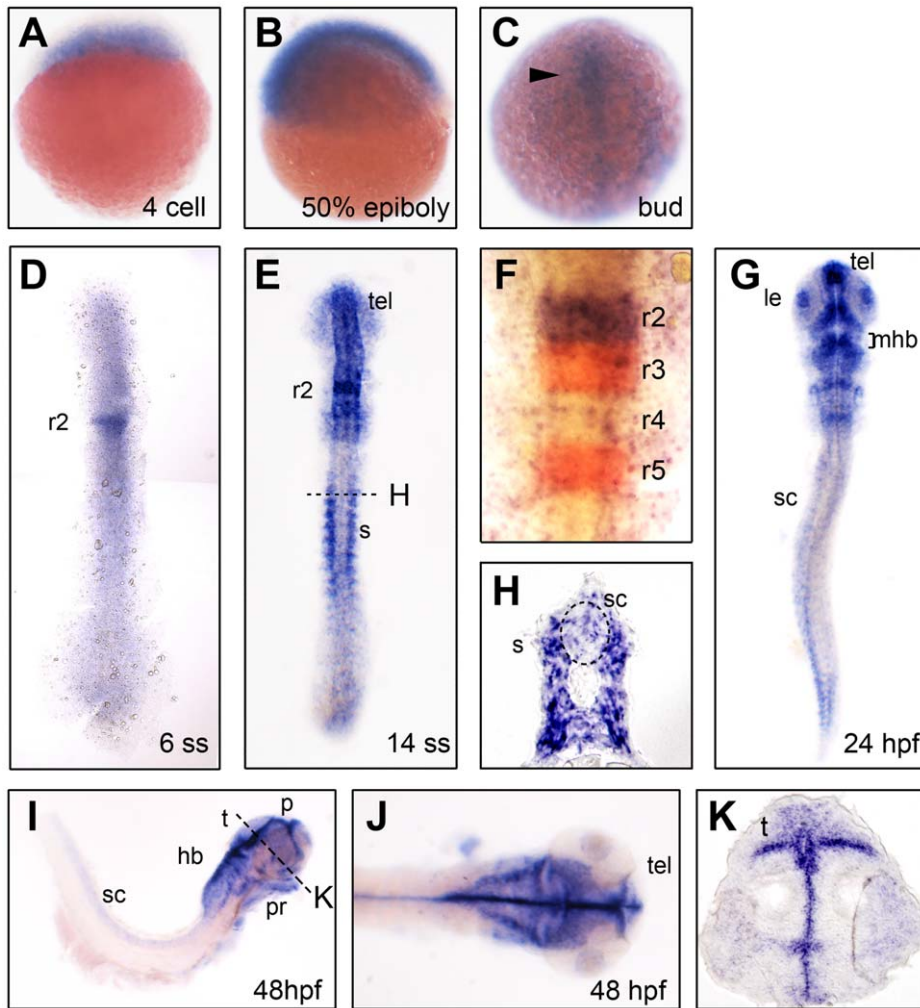 A
4 cell
B
50% epiboly
C
bud
D
r2
6 ss
E
tel
r2
H
s
14 ss
F
r2
r3
r4
r5
G
tel
le
mhb
sc
24 hpf
H
sc
s
I
p
t
hb
K
sc
pr
48hpf
J
tel
48 hpf
K
t